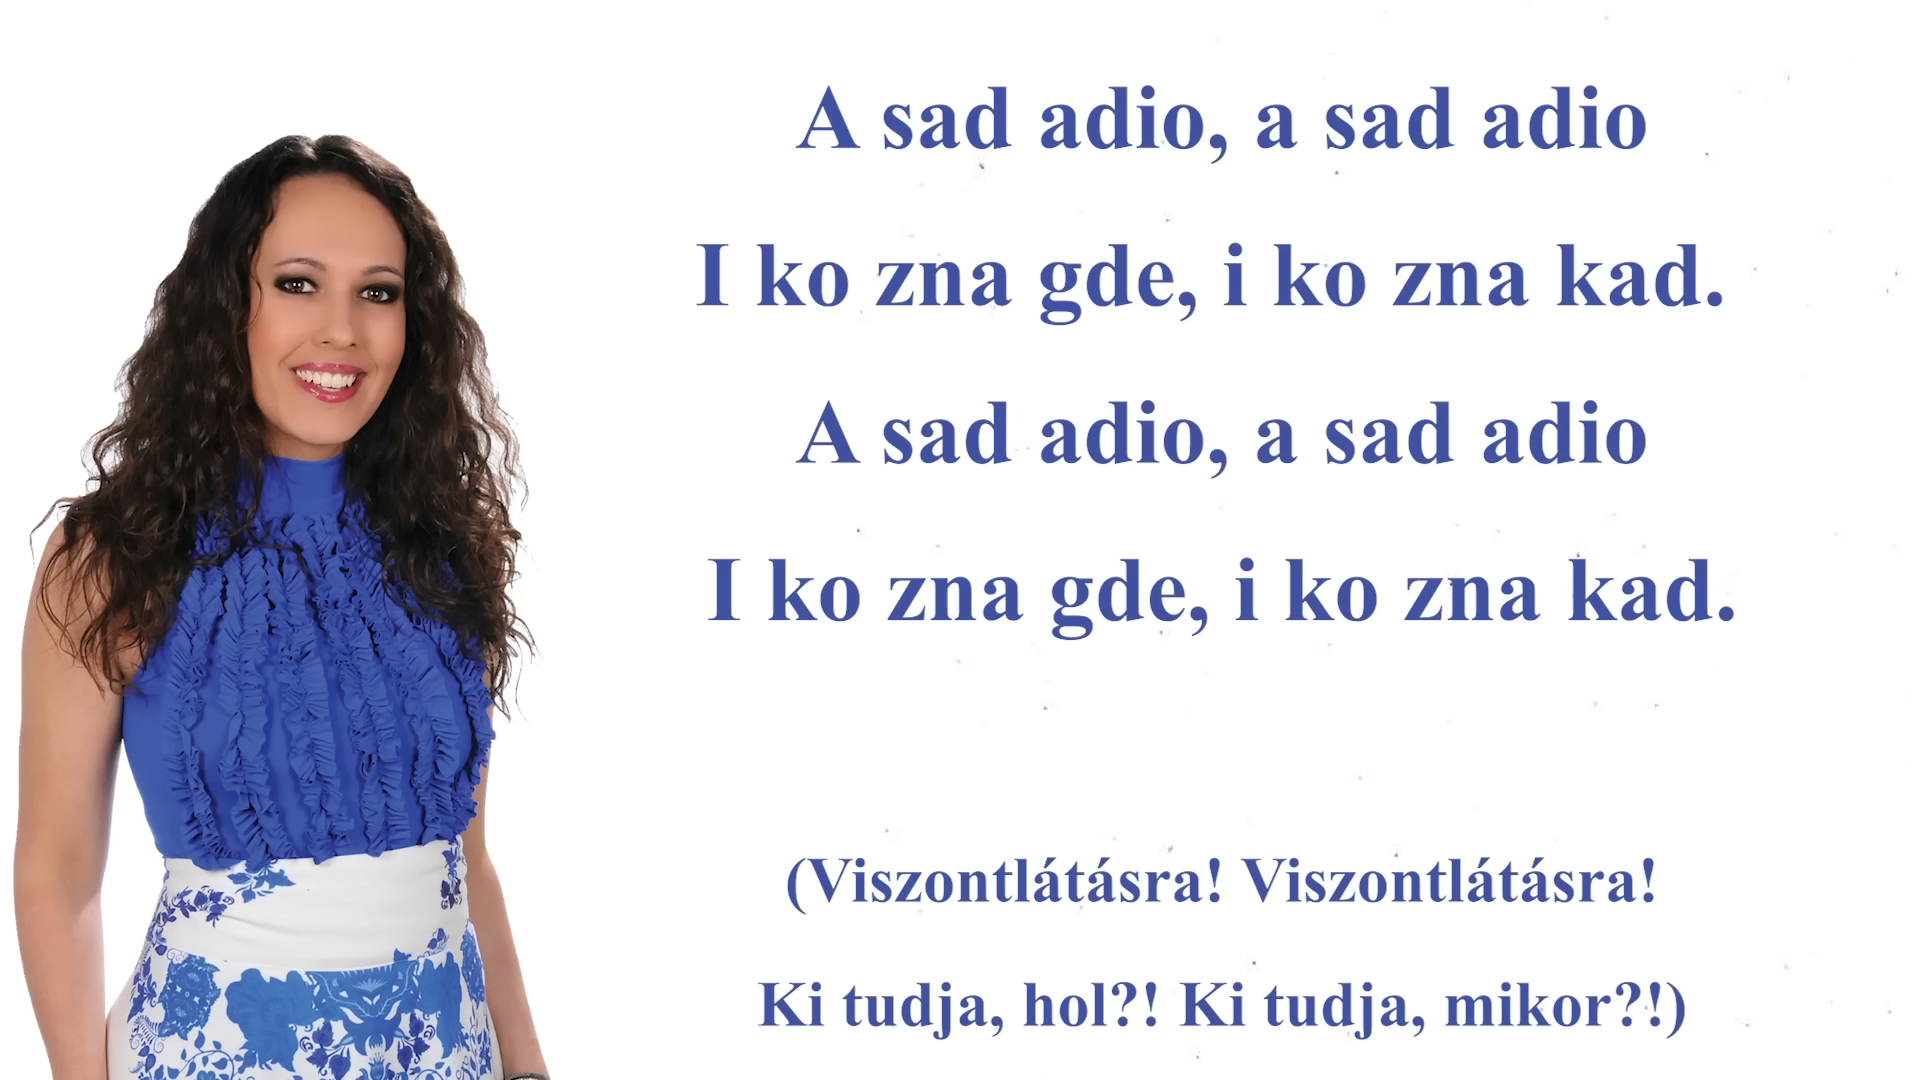 A sad adio, a sad adio
I ko zna gde, i ko zna kad.
A sad adio, a sad adio
I ko zna gde, i ko zna kad.
(Viszontlátásra! Viszontlátásra!
Ki tudja, hol?! Ki tudja, mikor?!)